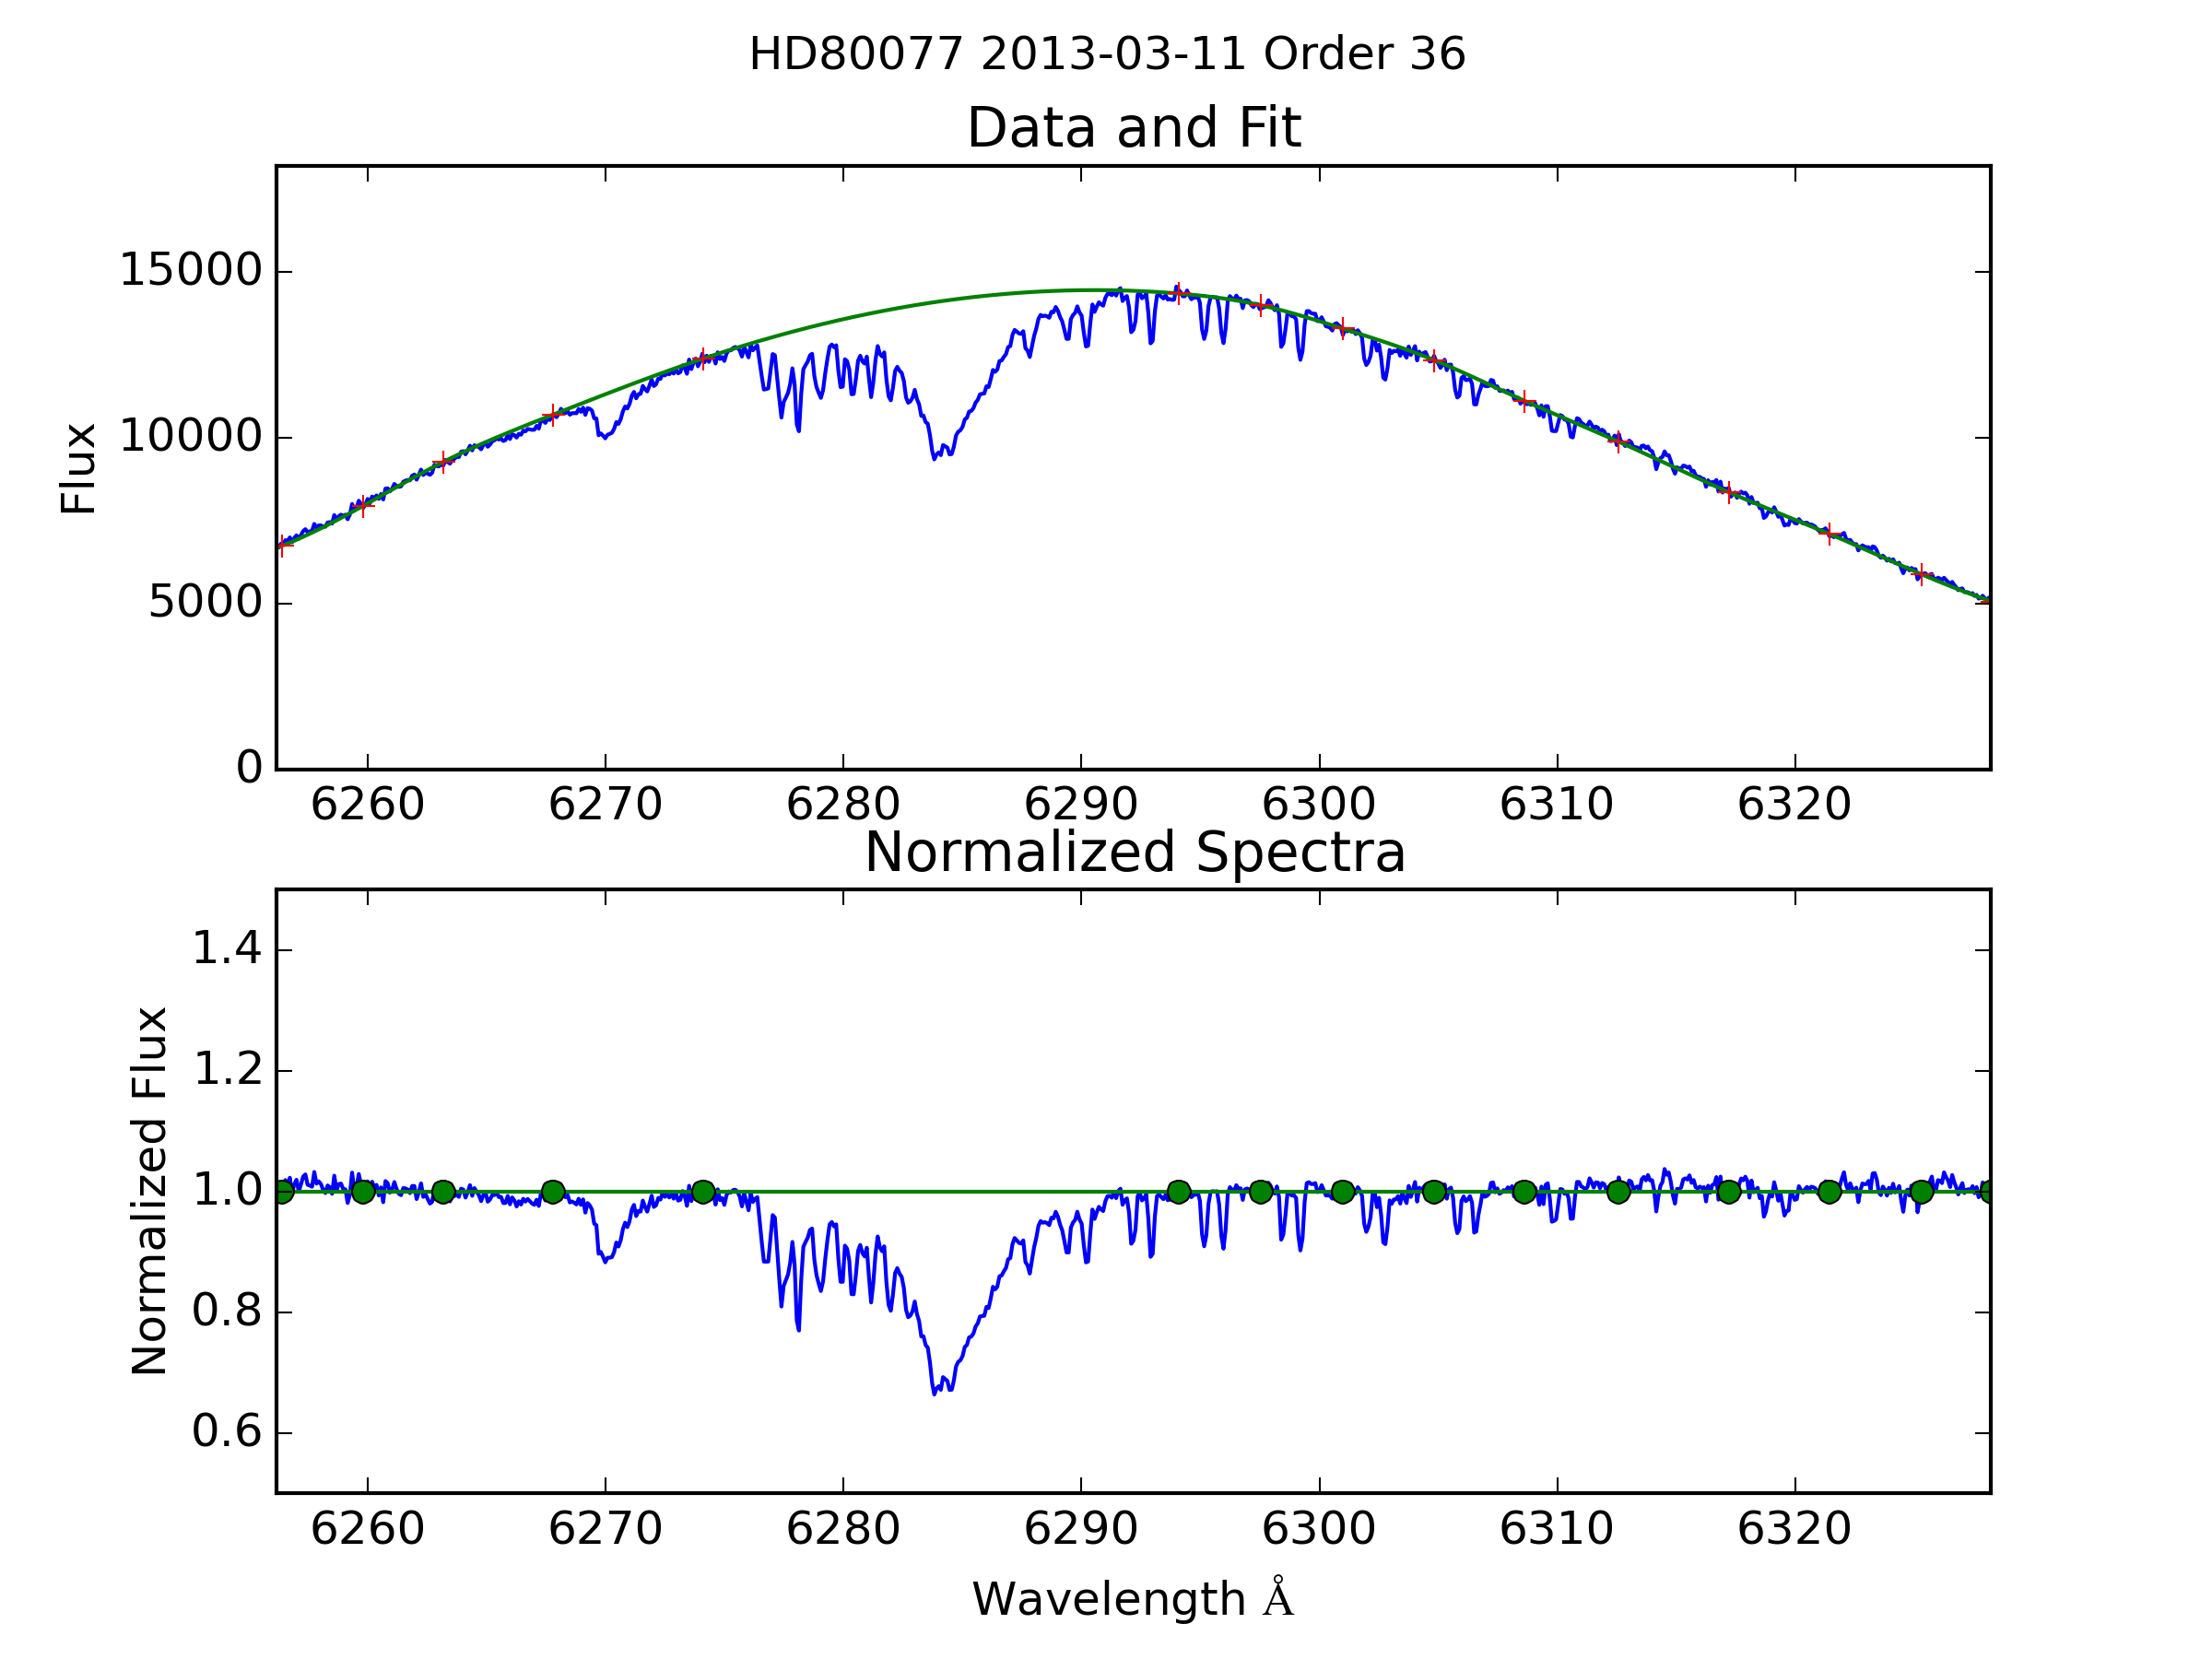 HD80077 2013-03-11 Order 36
Data and Fit
Flux
15000
10000
5000
0
6260 6270 6280 6290 6300 6310 6320
Normalized Spectra
Normalized Flux
1.4
1.2
1.0
0.8
0.6
6260 6270 6280 6290 6300 6310 6320
Wavelength Å